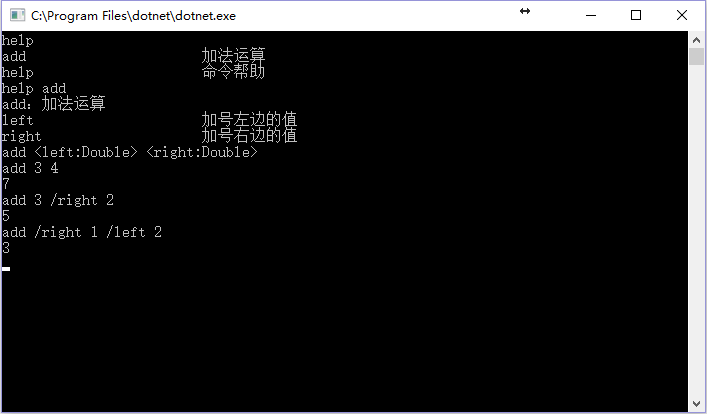 C:\Program Files\dotnet\dotnet.exe
help
add 加法运算
help 命令帮助
help add
add: 加法运算
left 加号左边的值
right 加号右边的值
add <left:Double> <right:Double>
add 3 4
7
add 3 /right 2
5
add /right 1 /left 2
3